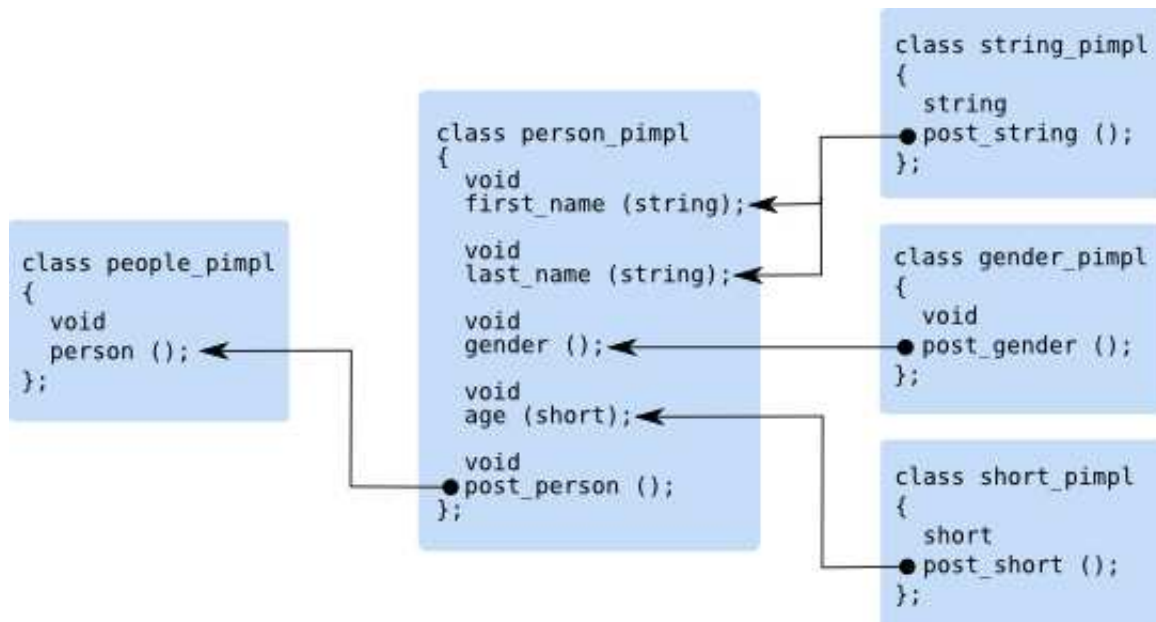 class people_pimpl
{
void
person ();
};
class person_pimpl
{
void
first_name (string);
void
last_name (string);
void
gender ();
void
age (short);
void
post_person ();
};
class string_pimpl
{
string
post_string ();
};
class gender_pimpl
{
void
post_gender ();
};
class short_pimpl
{
short
post_short ();
};